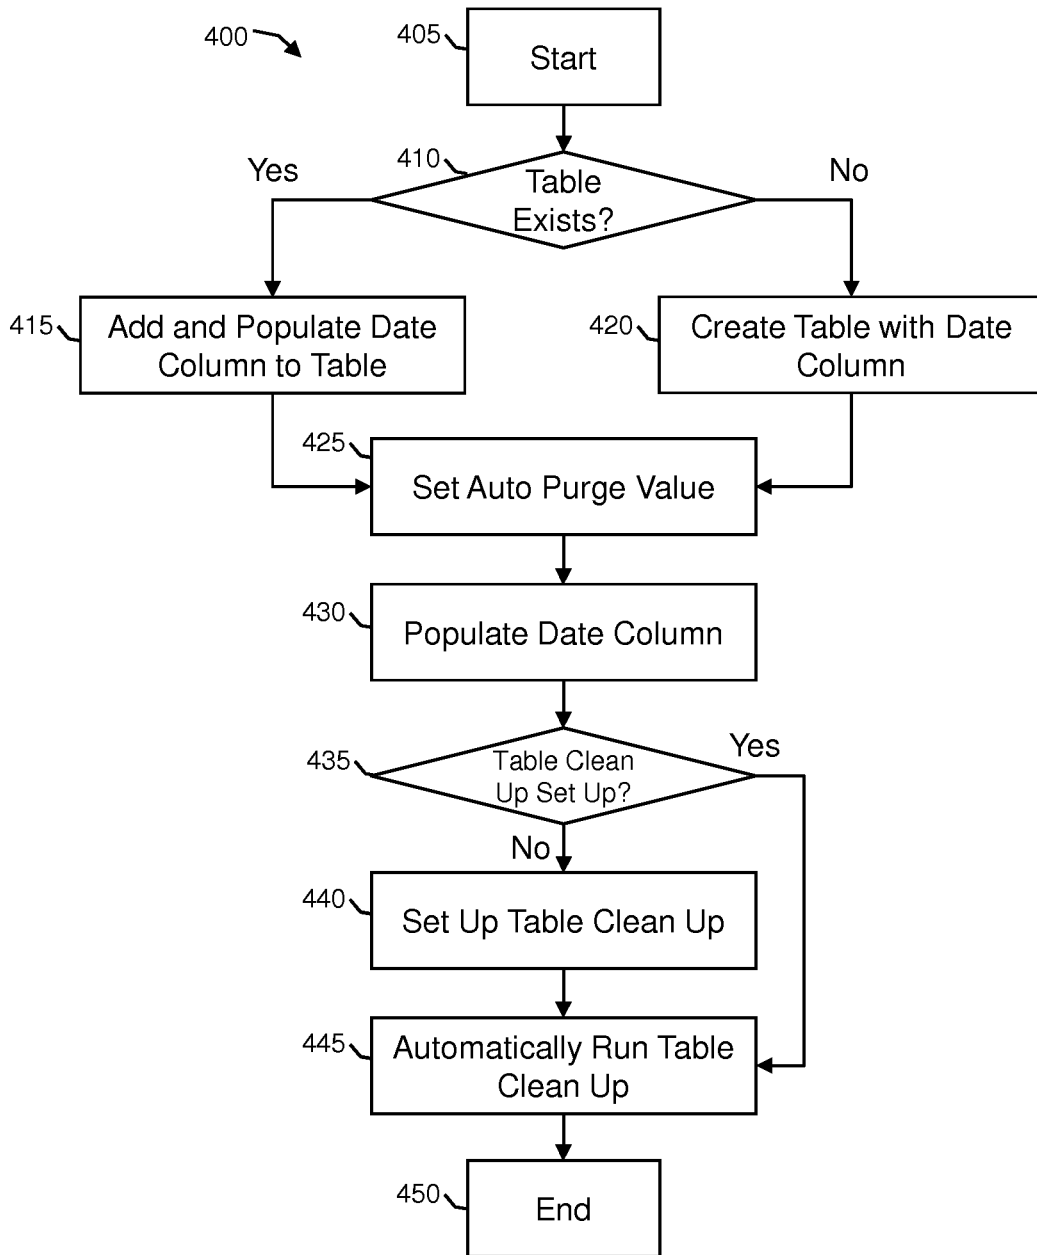 400
405
Start
410
Yes
Table
Exists?
No
415
Add and Populate Date
Column to Table
420
Create Table with Date
Column
425
Set Auto Purge Value
430
Populate Date Column
435
Table Clean
Up Set Up?
Yes
No
440
Set Up Table Clean Up
445
Automatically Run Table
Clean Up
450
End